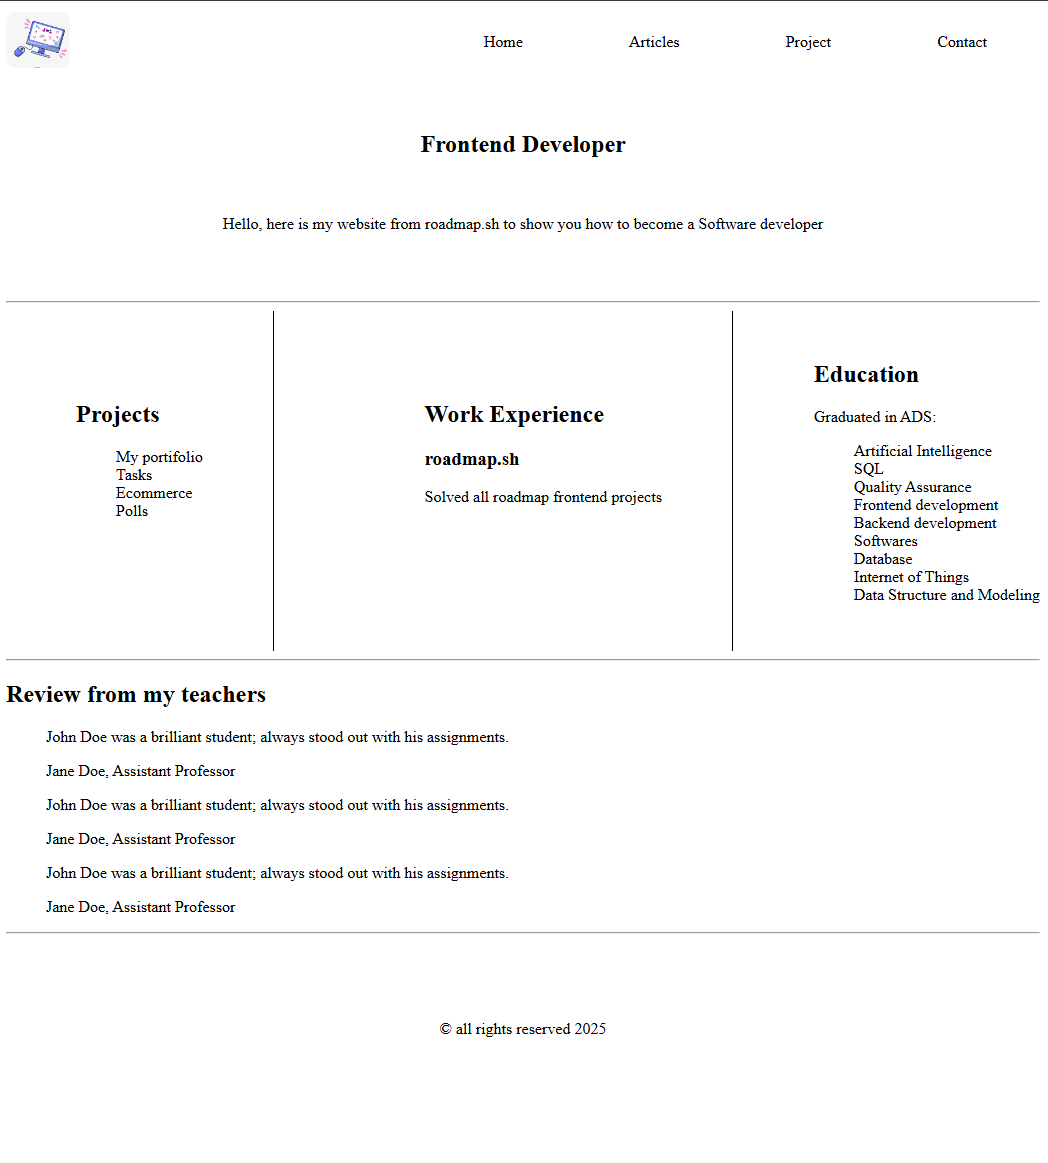 Home Articles Project Contact
Frontend Developer
Hello, here is my website from roadmap.sh to show you how to become a Software developer
Projects
My portifolio
Tasks
Ecommerce
Polls
Work Experience
roadmap.sh
Solved all roadmap frontend projects
Education
Graduated in ADS:
Artificial Intelligence
SQL
Quality Assurance
Frontend development
Backend development
Softwares
Database
Internet of Things
Data Structure and Modeling
Review from my teachers
John Doe was a brilliant student; always stood out with his assignments.
Jane Doe, Assistant Professor
John Doe was a brilliant student; always stood out with his assignments.
Jane Doe, Assistant Professor
John Doe was a brilliant student; always stood out with his assignments.
Jane Doe, Assistant Professor
© all rights reserved 2025